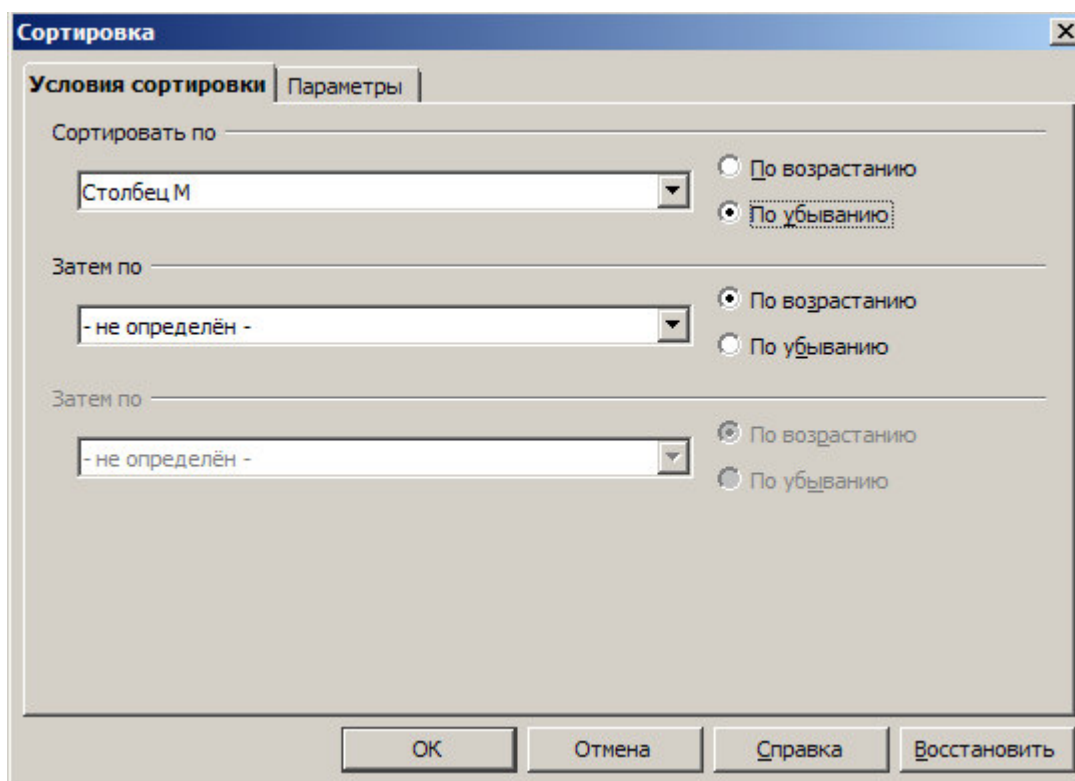 Сортировка
Условия сортировки Параметры
Сортировать по
Столбец M
По возрастанию
По убыванию
Затем по
- не определён -
По возрастанию
По убыванию
Затем по
- не определён -
По возрастанию
По убыванию
OK Отмена Справка Восстановить